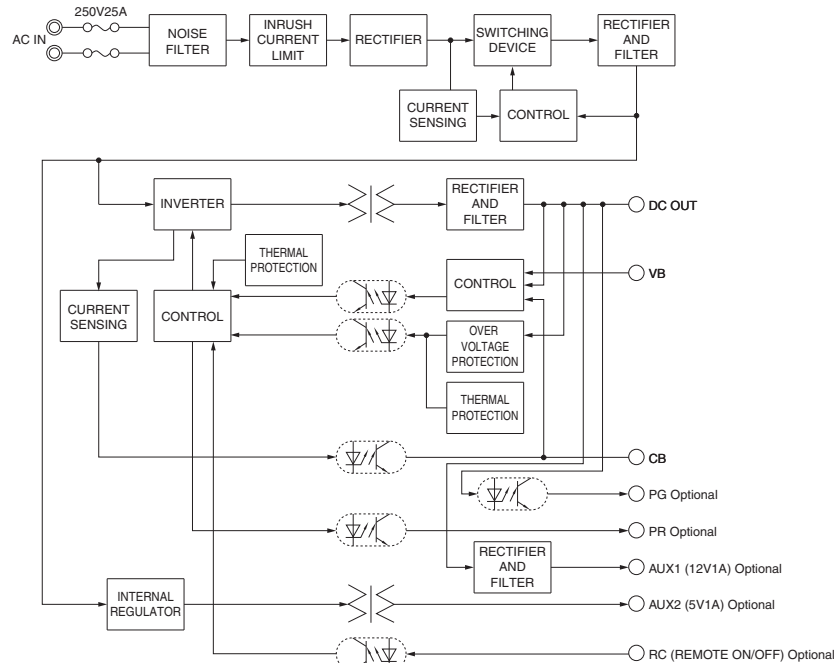 250V25A
AC IN
NOISE
FILTER
INRUSH
CURRENT
LIMIT
RECTIFIER
SWITCHING
DEVICE
RECTIFIER
AND
FILTER
CURRENT
SENSING
CONTROL
INVERTER
RECTIFIER
AND
FILTER
DC OUT
THERMAL
PROTECTION
CONTROL
VB
CURRENT
SENSING
CONTROL
OVER
VOLTAGE
PROTECTION
THERMAL
PROTECTION
CB
PG Optional
PR Optional
RECTIFIER
AND
FILTER
AUX1 (12V1A) Optional
INTERNAL
REGULATOR
AUX2 (5V1A) Optional
RC (REMOTE ON/OFF) Optional